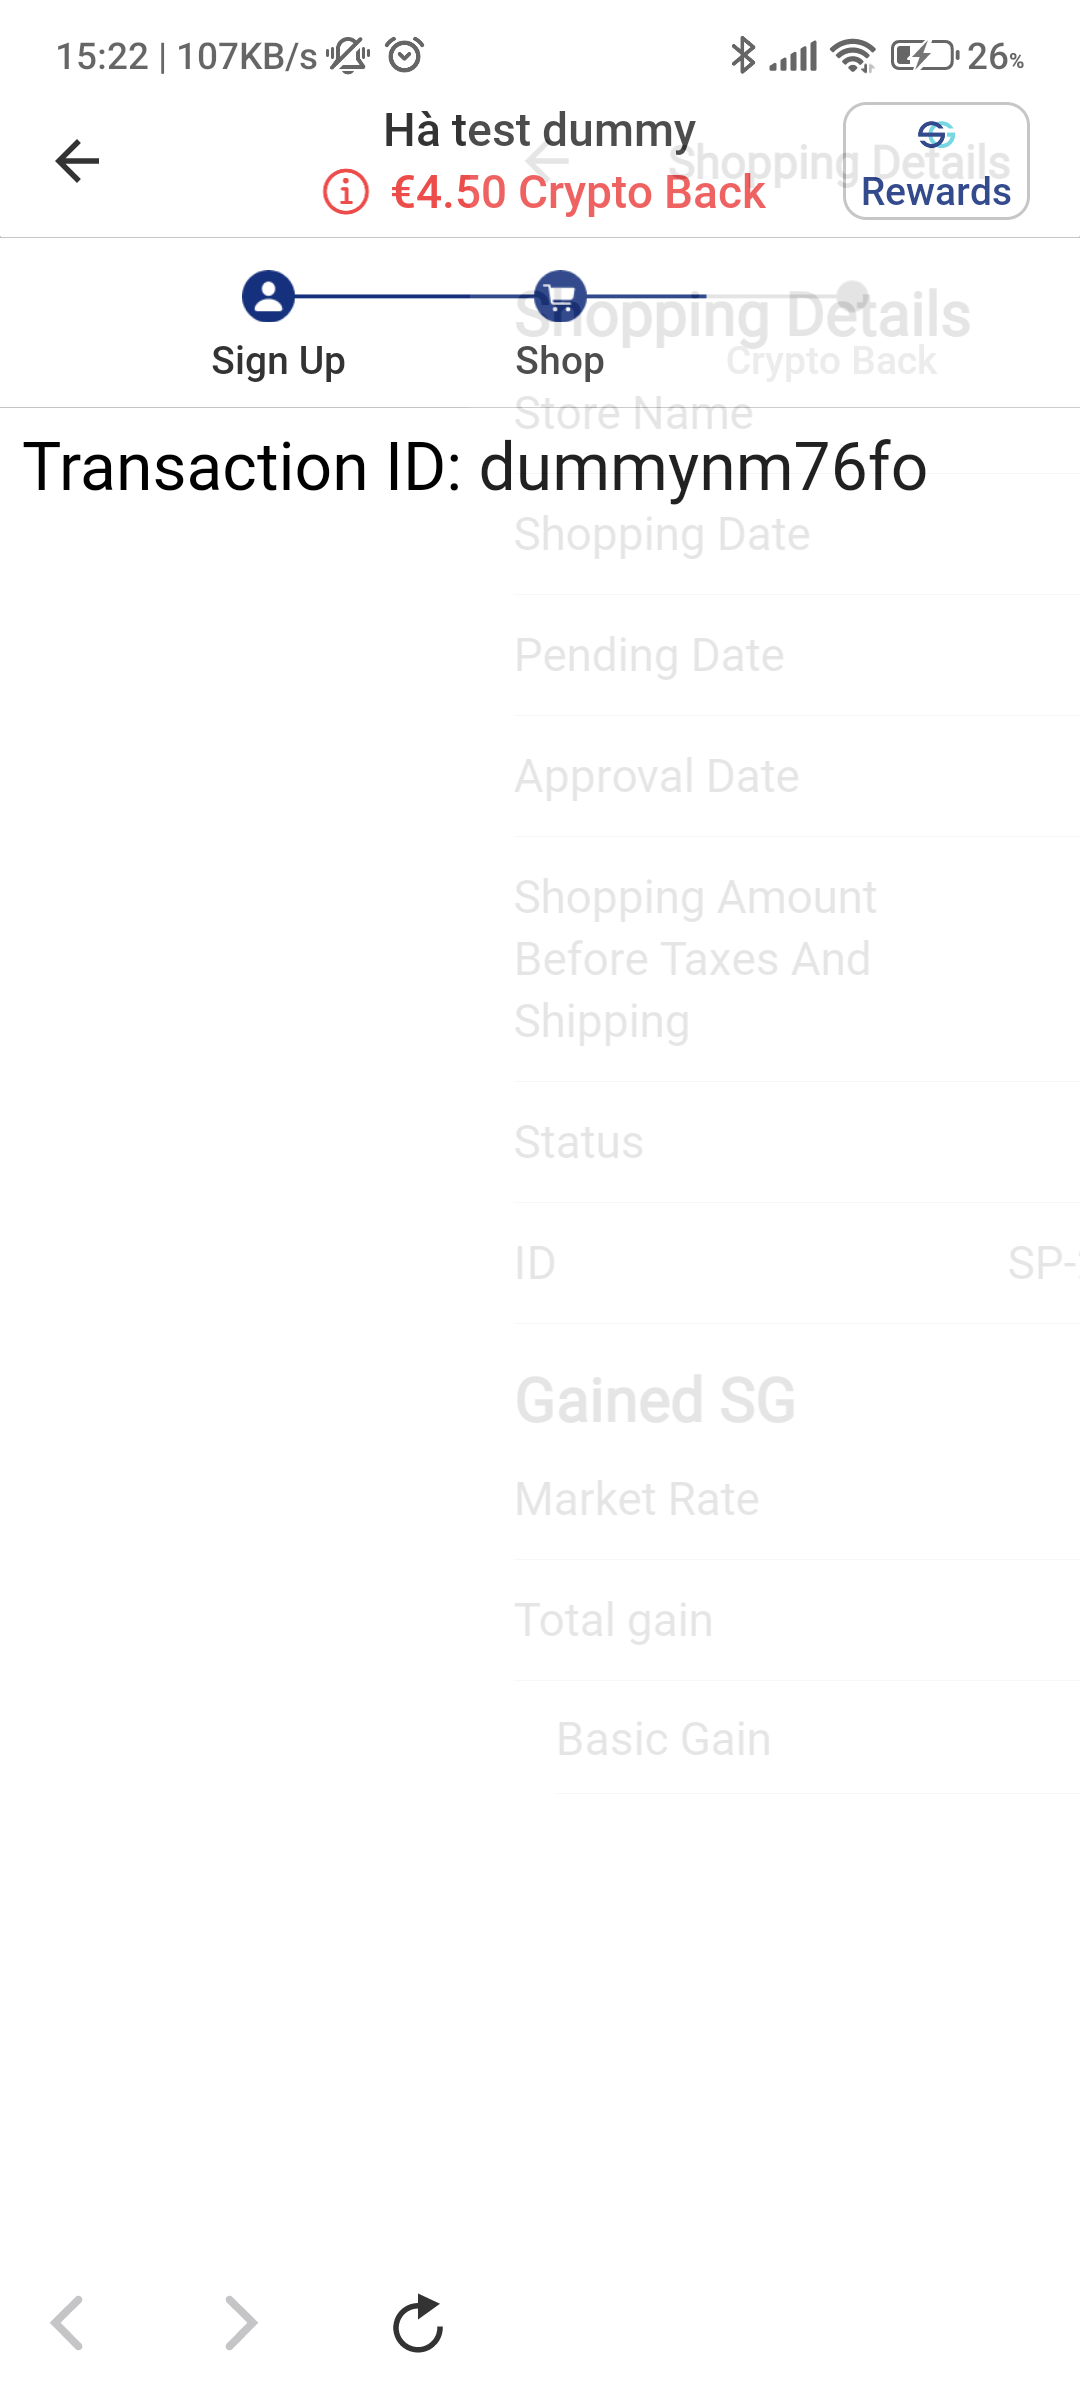 15:22 | 107KB/s
26%
Hà test dummy
€4.50 Crypto Back
Rewards
Shopping Details
Sign Up
Shop
Crypto Back
Transaction ID: dummynm76fo
Shopping Details
Store Name
Shopping Date
Pending Date
Approval Date
Shopping Amount
Before Taxes And
Shipping
Status
ID
SP-
Gained SG
Market Rate
Total gain
Basic Gain